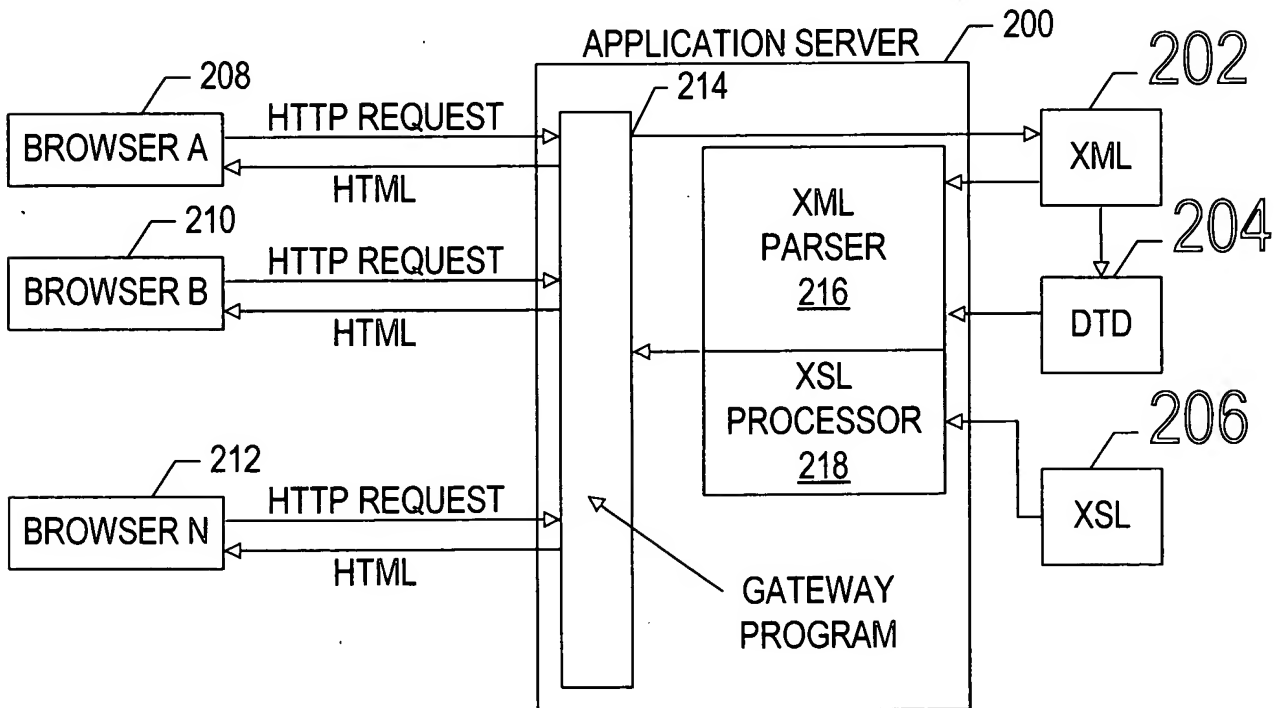 APPLICATION SERVER
200
202
208
214
BROWSER A
HTTP REQUEST
HTML
XML
XML
PARSER
216
204
210
BROWSER B
HTTP REQUEST
HTML
DTD
XSL
PROCESSOR
218
206
212
BROWSER N
HTTP REQUEST
HTML
XSL
GATEWAY
PROGRAM